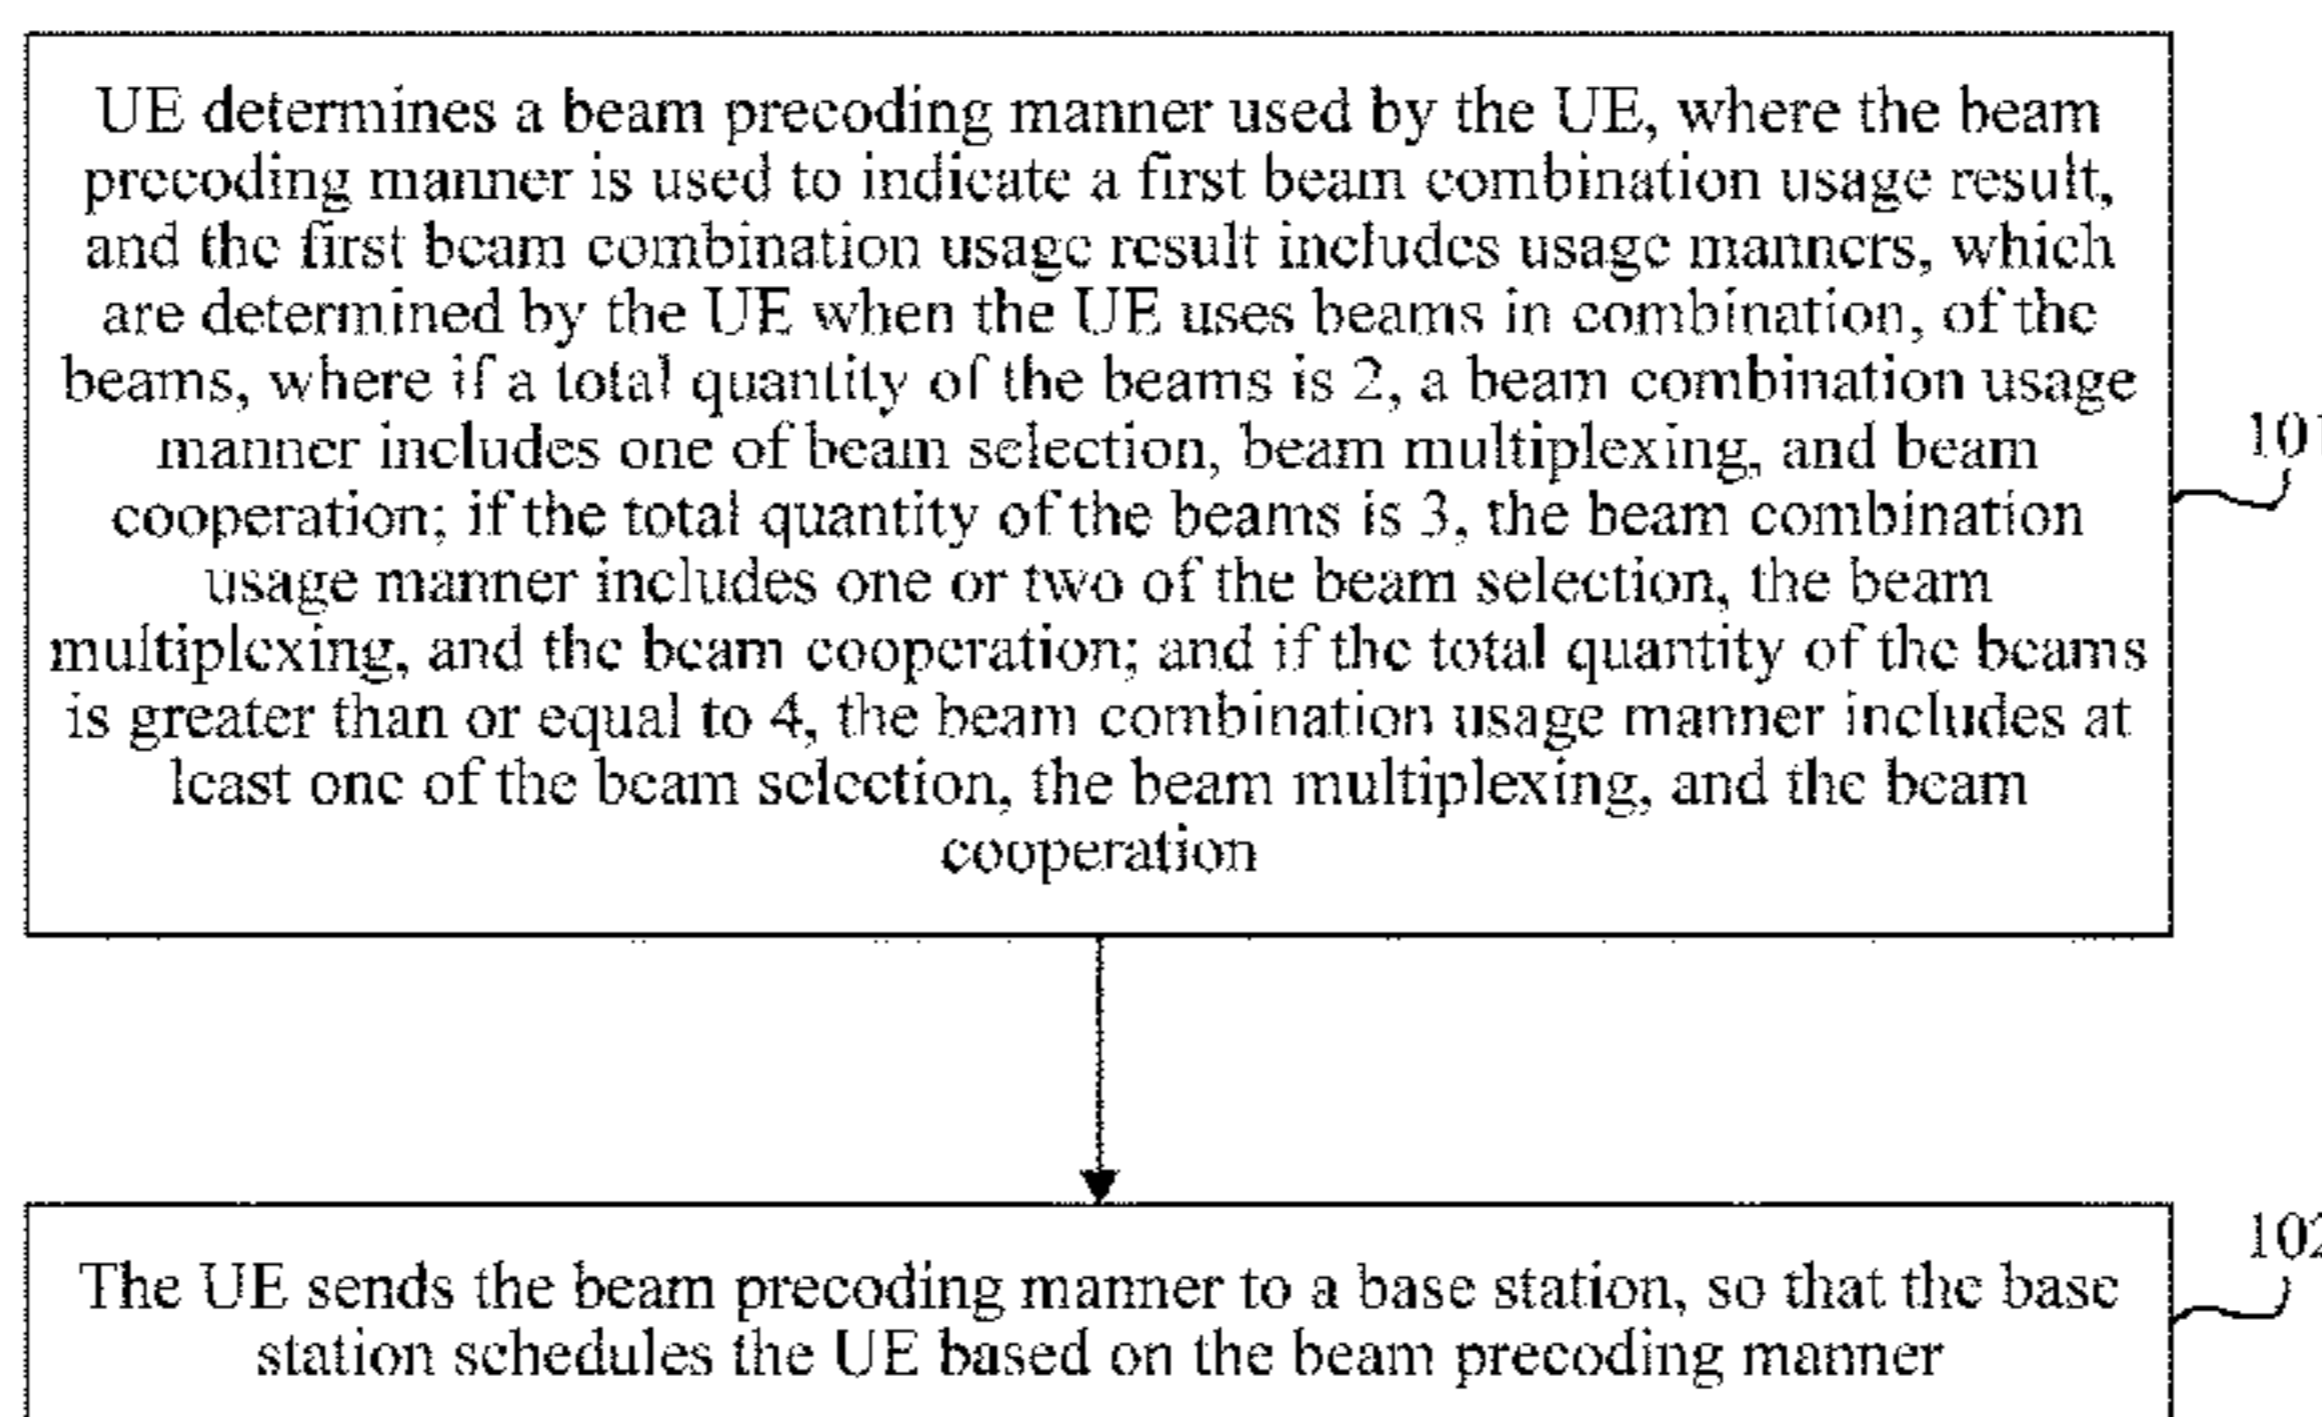 UE determines a beam precoding manner used by the UE, where the beam
precoding manner is used to indicate a first beam combination usage result,
and the first beam combination usage result includes usage manners, which
are determined by the UE when the UE uses beams in combination, of the
beams, where if a total quantity of the beams is 2, a beam combination usage
manner includes one of beam selection, beam multiplexing, and beam
cooperation; if the total quantity of the beams is 3, the beam combination
usage manner includes one or two of the beam selection, the beam
multiplexing, and the beam cooperation; and if the total quantity of the beams
is greater than or equal to 4, the beam combination usage manner includes at
least one of the beam selection, the beam multiplexing, and the beam
cooperation
101
The UE sends the beam precoding manner to a base station, so that the base
station schedules the UE based on the beam precoding manner
102